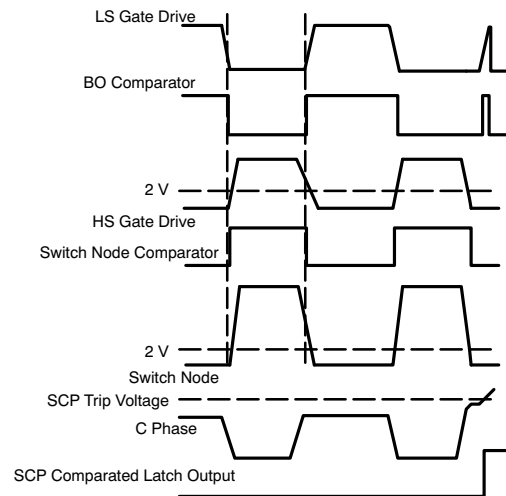 LS Gate Drive
BO Comparator
2 V
HS Gate Drive
Switch Node Comparator
2 V
Switch Node
SCP Trip Voltage
C Phase
SCP Comparated Latch Output